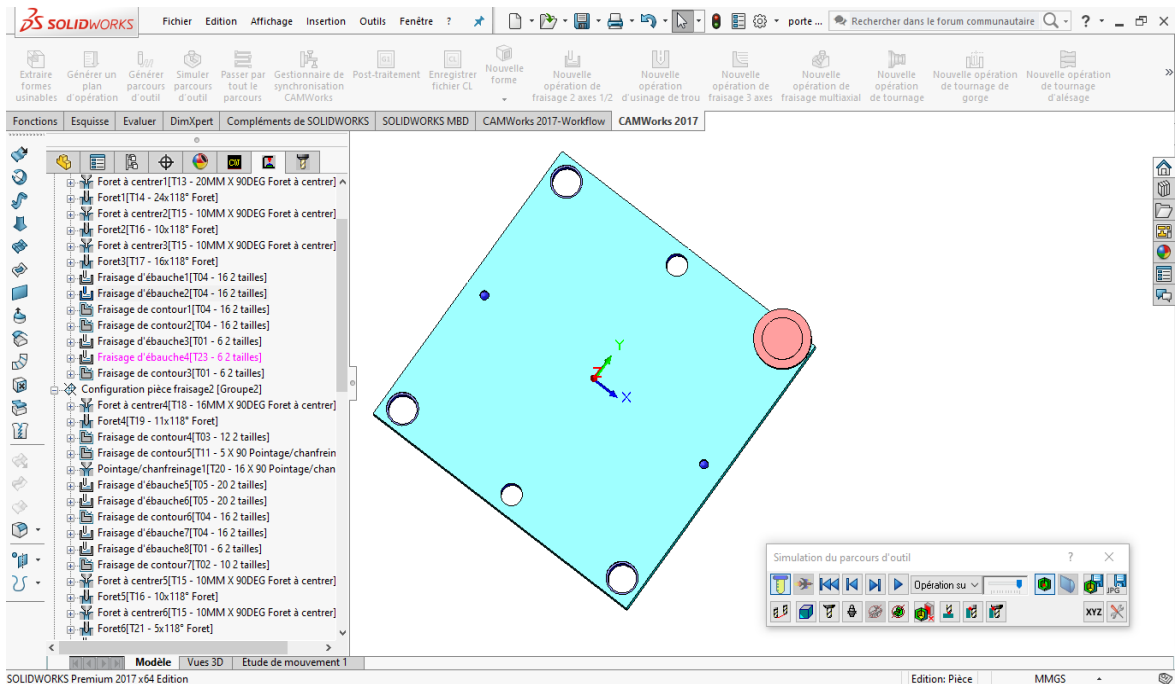 SOLIDWORKS Fichier Edition Affichage Insertion Outils Fenêtre ? porte ... Rechercher dans le forum communautaire ?
Extraire formes usinables
Générer un plan d'opération
Générer parcours d'outil
Simuler parcours d'outil
Passer par tout le parcours
Gestionnaire de synchronisation CAMWorks
Post-traitement
Enregistrer fichier CL
Nouvelle forme
Nouvelle opération de fraisage 2 axes 1/2
Nouvelle opération d'usinage de trou
Nouvelle opération de fraisage 3 axes
Nouvelle opération de fraisage multiaxial
Nouvelle opération de tournage
Nouvelle opération de tournage de gorge
Nouvelle opération de tournage d'alésage
Fonctions Esquisse Evaluer DimXpert Compléments de SOLIDWORKS SOLIDWORKS MBD CAMWorks 2017-Workflow CAMWorks 2017
Foret à centrer1[T13 - 20MM X 90DEG Foret à centrer]
Foret1[T14 - 24x118° Foret]
Foret à centrer2[T15 - 10MM X 90DEG Foret à centrer]
Foret2[T16 - 10x118° Foret]
Foret à centrer3[T15 - 10MM X 90DEG Foret à centrer]
Foret3[T17 - 16x118° Foret]
Fraisage d'ébauche1[T04 - 16 2 tailles]
Fraisage d'ébauche2[T04 - 16 2 tailles]
Fraisage de contour1[T04 - 16 2 tailles]
Fraisage de contour2[T04 - 16 2 tailles]
Fraisage d'ébauche3[T01 - 6 2 tailles]
Fraisage d'ébauche4[T23 - 6 2 tailles]
Fraisage de contour3[T01 - 6 2 tailles]
Configuration pièce fraisage2 [Groupe2]
Foret à centrer4[T18 - 16MM X 90DEG Foret à centrer]
Foret4[T19 - 11x118° Foret]
Fraisage de contour4[T03 - 12 2 tailles]
Fraisage de contour5[T11 - 5 X 90 Pointage/chanfrein
Pointage/chanfreinage1[T20 - 16 X 90 Pointage/chan
Fraisage d'ébauche5[T05 - 20 2 tailles]
Fraisage d'ébauche6[T05 - 20 2 tailles]
Fraisage de contour6[T04 - 16 2 tailles]
Fraisage d'ébauche7[T04 - 16 2 tailles]
Fraisage d'ébauche8[T01 - 6 2 tailles]
Fraisage de contour7[T02 - 10 2 tailles]
Foret à centrer5[T15 - 10MM X 90DEG Foret à centrer]
Foret5[T16 - 10x118° Foret]
Foret à centrer6[T15 - 10MM X 90DEG Foret à centrer]
Foret6[T21 - 5x118° Foret]
Y
Z
X
Simulation du parcours d'outil ?
Opération su
JPG
XYZ
Modèle Vues 3D Etude de mouvement 1
SOLIDWORKS Premium 2017 x64 Edition Edition: Pièce MMGS